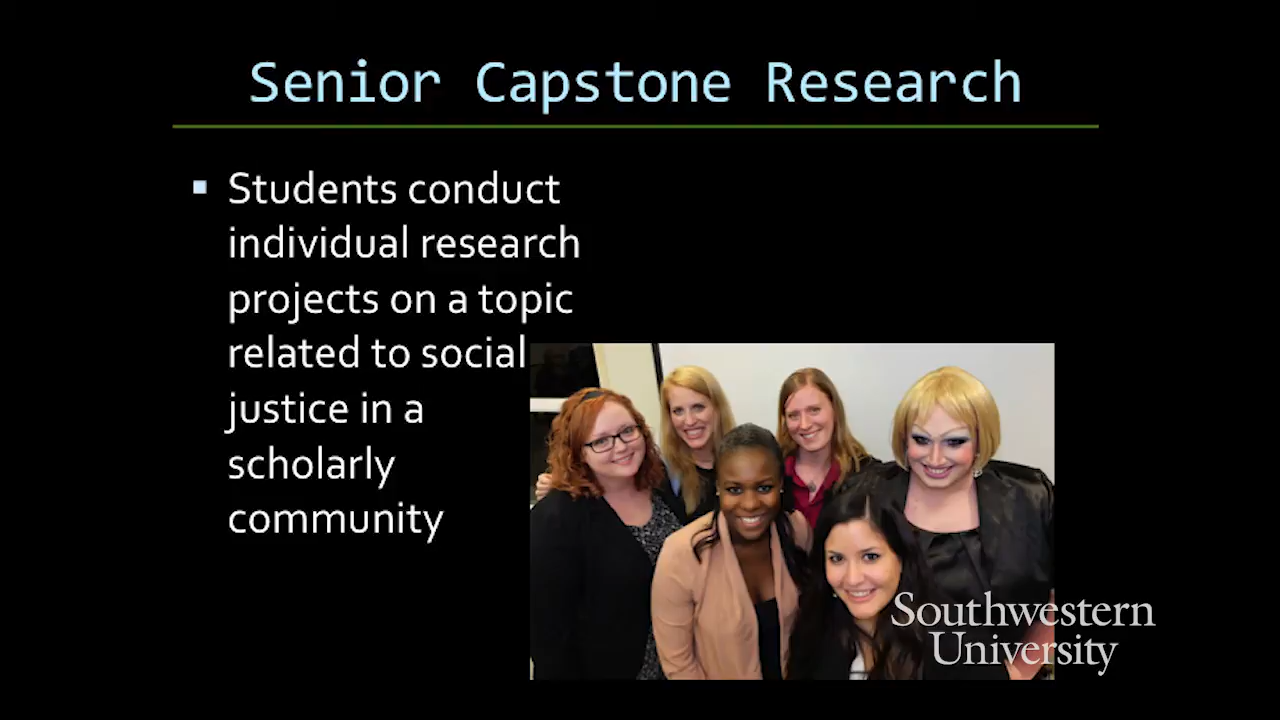 Senior Capstone Research
▪ Students conduct
individual research
projects on a topic
related to social
justice in a
scholarly
community
Southwestern
University